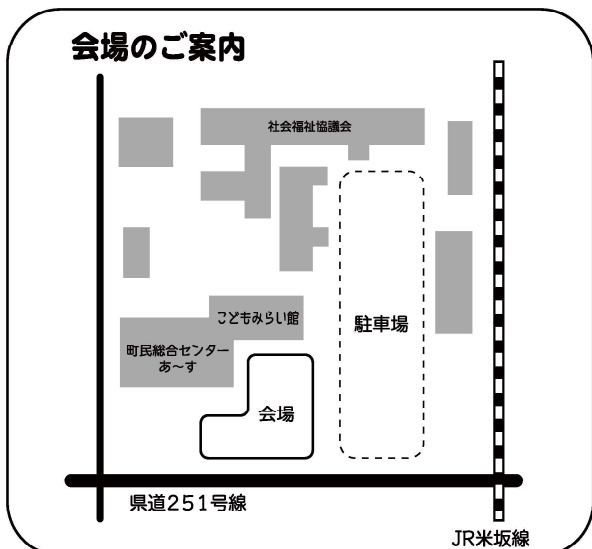 会場のご案内
社会福祉協議会
こどもみらい館
町民総合センター
あ～す
駐車場
会場
県道251号線
JR米坂線